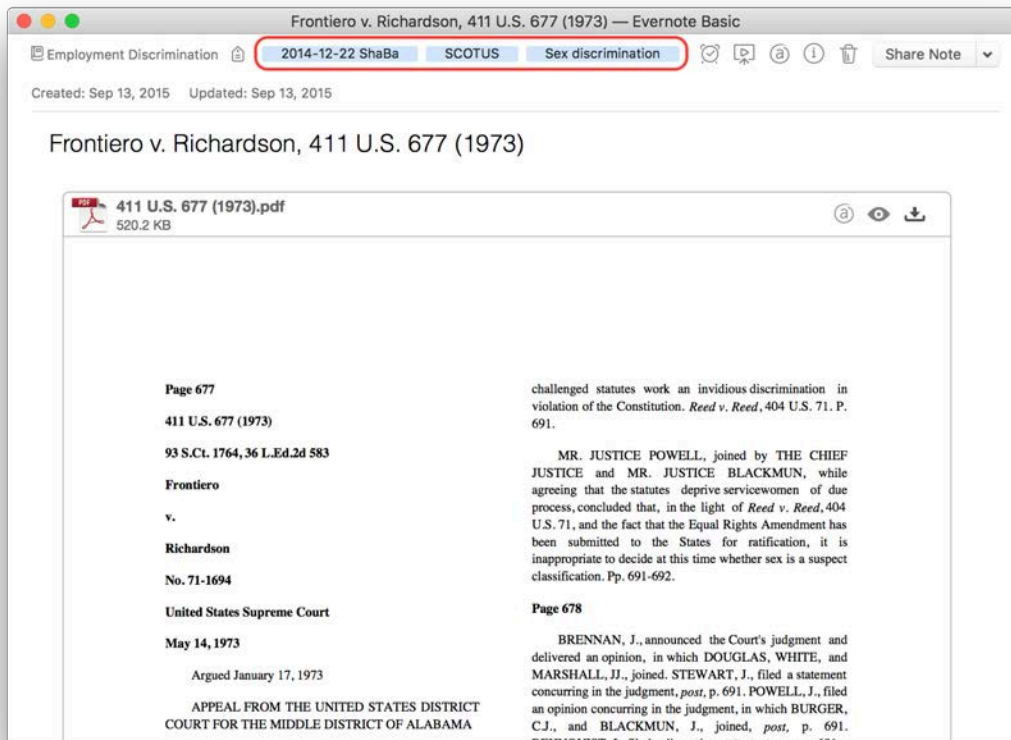 Frontiero v. Richardson, 411 U.S. 677 (1973) — Evernote Basic
Employment Discrimination 2014-12-22 ShaBa SCOTUS Sex discrimination Share Note
Created: Sep 13, 2015 Updated: Sep 13, 2015
Frontiero v. Richardson, 411 U.S. 677 (1973)
PDF
411 U.S. 677 (1973).pdf
520.2 KB
Page 677
411 U.S. 677 (1973)
93 S.Ct. 1764, 36 L.Ed.2d 583
Frontiero
v.
Richardson
No. 71-1694
United States Supreme Court
May 14, 1973
Argued January 17, 1973
APPEAL FROM THE UNITED STATES DISTRICT
COURT FOR THE MIDDLE DISTRICT OF ALABAMA
challenged statutes work an invidious discrimination in
violation of the Constitution. Reed v. Reed, 404 U.S. 71. P.
691.
MR. JUSTICE POWELL, joined by THE CHIEF
JUSTICE and MR. JUSTICE BLACKMUN, while
agreeing that the statutes deprive servicewomen of due
process, concluded that, in the light of Reed v. Reed, 404
U.S. 71, and the fact that the Equal Rights Amendment has
been submitted to the States for ratification, it is
inappropriate to decide at this time whether sex is a suspect
classification. Pp. 691-692.
Page 678
BRENNAN, J., announced the Court's judgment and
delivered an opinion, in which DOUGLAS, WHITE, and
MARSHALL, JJ., joined. STEWART, J., filed a statement
concurring in the judgment, post, p. 691. POWELL, J., filed
an opinion concurring in the judgment, in which BURGER,
C.J., and BLACKMUN, J., joined, post, p. 691.